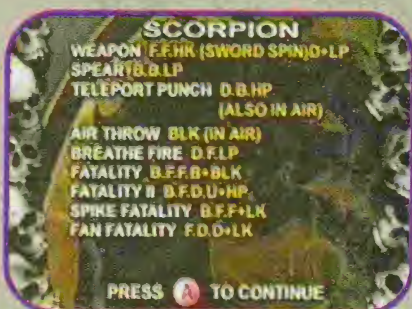 SCORPION
WEAPON F.F.HK (SWORD SPIN)D+LP
SPEAR B.B.LP
TELEPORT PUNCH D.B.HP
(ALSO IN AIR)
AIR THROW BLK (IN AIR)
BREATHE FIRE D.F.LP
FATALITY B.F.F.B+BLK
FATALITY II B.F.D.U+HP
SPIKE FATALITY B.F.F+LK
FAN FATALITY F.D.D+LK
PRESS A TO CONTINUE